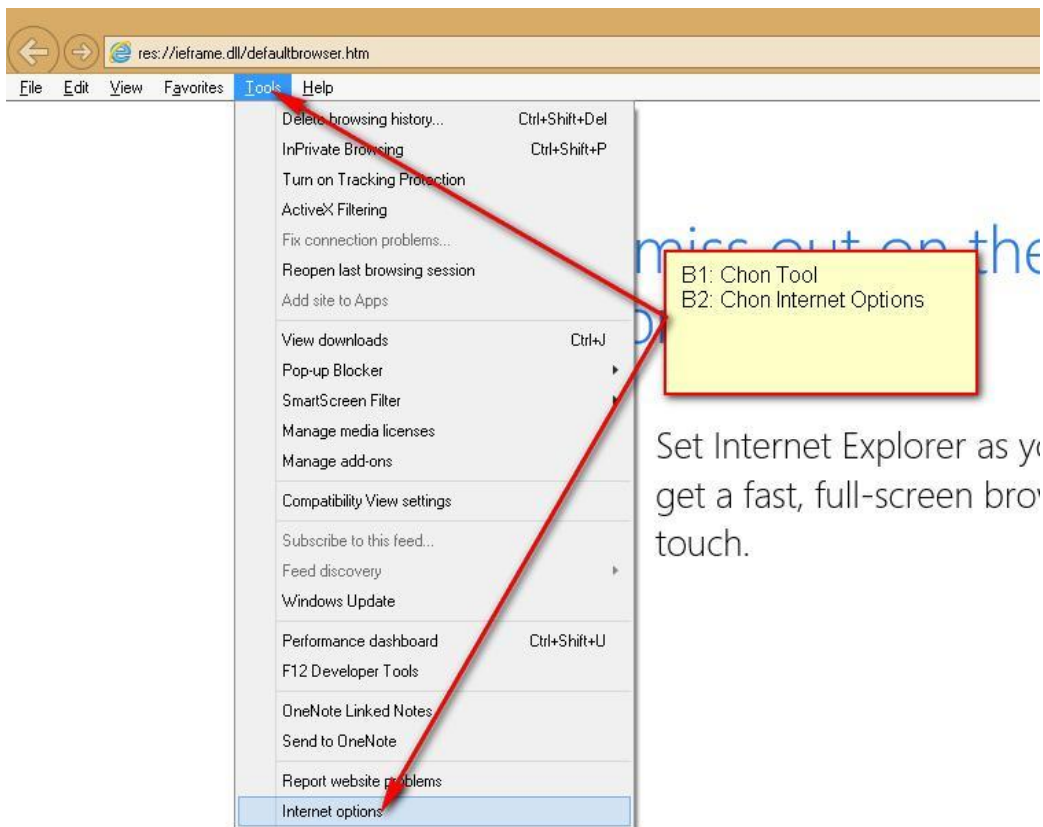 res://ieframe.dll/defaultbrowser.htm
File Edit View Favorites Tools Help
Delete browsing history... Ctrl+Shift+Del
InPrivate Browsing Ctrl+Shift+P
Turn on Tracking Protection
ActiveX Filtering
Fix connection problems...
Reopen last browsing session
Add site to Apps
View downloads Ctrl+J
Pop-up Blocker
SmartScreen Filter
Manage media licenses
Manage add-ons
Compatibility View settings
Subscribe to this feed...
Feed discovery
Windows Update
Performance dashboard Ctrl+Shift+U
F12 Developer Tools
OneNote Linked Notes
Send to OneNote
Report website problems
Internet options
miss out on the
B1: Chon Tool
B2: Chon Internet Options
Set Internet Explorer as
get a fast, full-screen
touch.